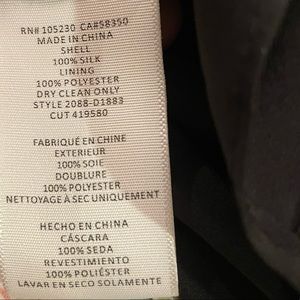 RN# 105230 CA#58350
MADE IN CHINA
SHELL
100% SILK
LINING
100% POLYESTER
DRY CLEAN ONLY
STYLE 2088-D1883
CUT 419580
FABRIQUÉ EN CHINE
EXTERIEUR
100% SOIE
DOUBLURE
100% POLYESTER
NETTOYAGE À SEC UNIQUEMENT
HECHO EN CHINA
CÁSCARA
100% SEDA
REVESTIMIENTO
100% POLIÉSTER
LAVAR EN SECO SOLAMENTE